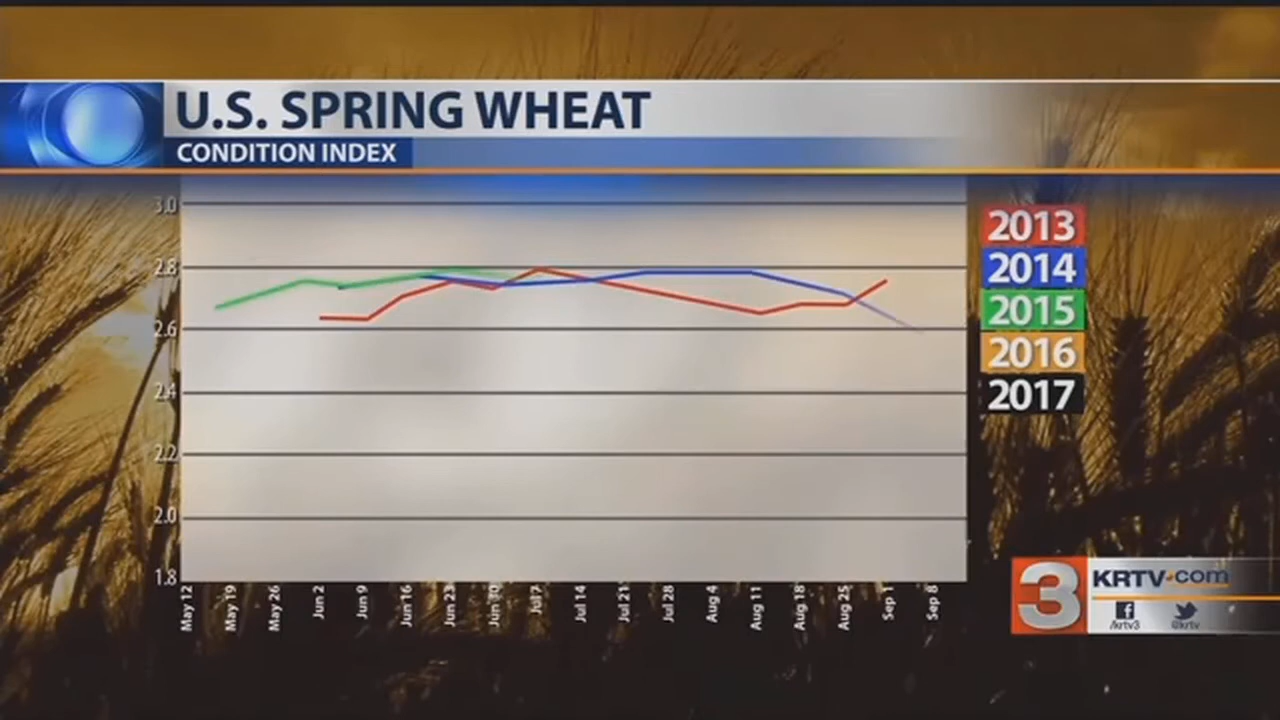 U.S. SPRING WHEAT
CONDITION INDEX
3.0
2.8
2.6
2.4
2.2
2.0
1.8
May 12
May 19
May 26
Jun 2
Jun 9
Jun 16
Jun 23
Jun 30
Jul 7
Jul 14
Jul 21
Jul 28
Aug 4
Aug 11
Aug 18
Aug 25
Sep 1
Sep 8
2013
2014
2015
2016
2017
3
KRTV.com
/krtv3
@krtv